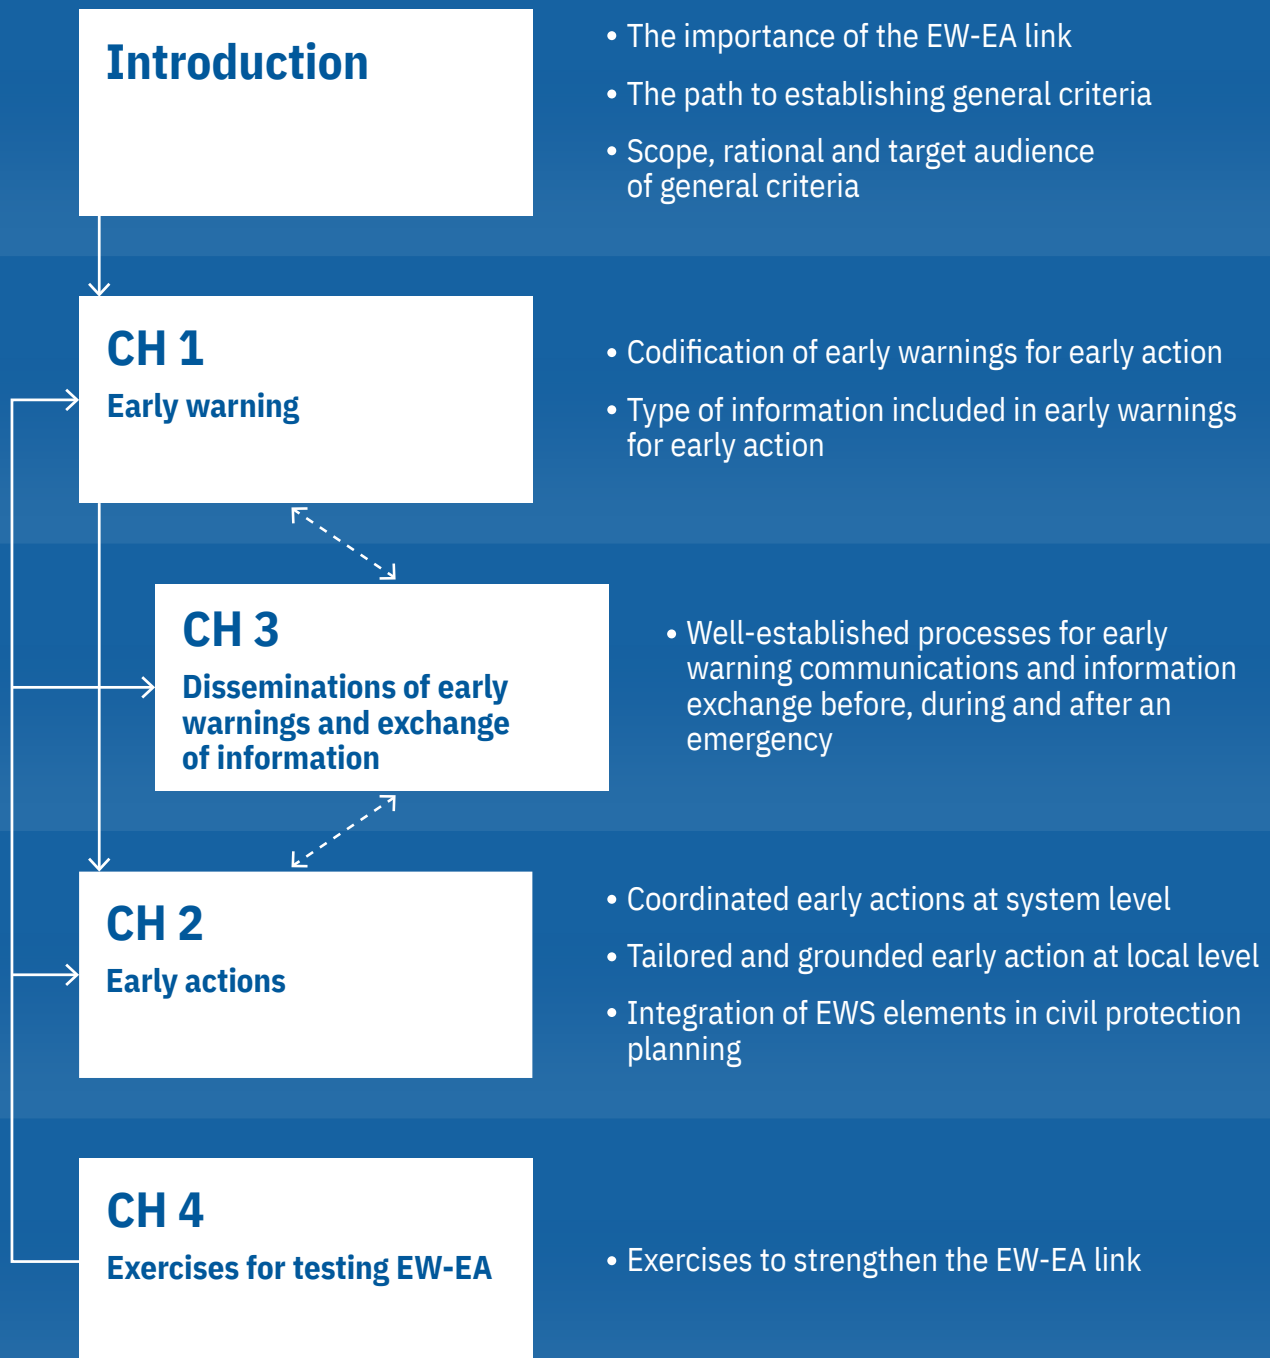 Introduction
• The importance of the EW-EA link
• The path to establishing general criteria
• Scope, rational and target audience
of general criteria
CH 1
Early warning
• Codification of early warnings for early action
• Type of information included in early warnings
for early action
CH 3
Disseminations of early
warnings and exchange
of information
• Well-established processes for early
warning communications and information
exchange before, during and after an
emergency
CH 2
Early actions
• Coordinated early actions at system level
• Tailored and grounded early action at local level
• Integration of EWS elements in civil protection
planning
CH 4
Exercises for testing EW-EA
• Exercises to strengthen the EW-EA link